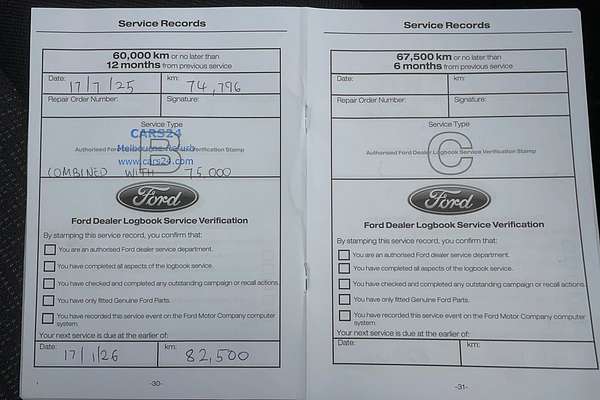 Service Records
60,000 km or no later than
12 months from previous service
Date: 17/7/25 km: 74,796
Repair Order Number: Signature:
Service Type
B
CARS24
Melbourne Refurb
Authorised Ford Dealer Logbook Service Verification Stamp
www.cars24.com
COMBINED WITH 75.000
Ford
Ford Dealer Logbook Service Verification
By stamping this service record, you confirm that:
You are an authorised Ford dealer service department.
You have completed all aspects of the logbook service.
You have checked and completed any outstanding campaign or recall actions.
You have only fitted Genuine Ford Parts.
You have recorded this service event on the Ford Motor Company computer
system.
Your next service is due at the earlier of:
Date: 17/1/26 km: 82,500
-30-
Service Records
67,500 km or no later than
6 months from previous service
Date: km:
Repair Order Number: Signature:
Service Type
C
Authorised Ford Dealer Logbook Service Verification Stamp
Ford
Ford Dealer Logbook Service Verification
By stamping this service record, you confirm that:
You are an authorised Ford dealer service department.
You have completed all aspects of the logbook service.
You have checked and completed any outstanding campaign or recall actions
You have only fitted Genuine Ford Parts.
You have recorded this service event on the Ford Motor Company computer
system.
Your next service is due at the earlier of:
Date: km:
-31-